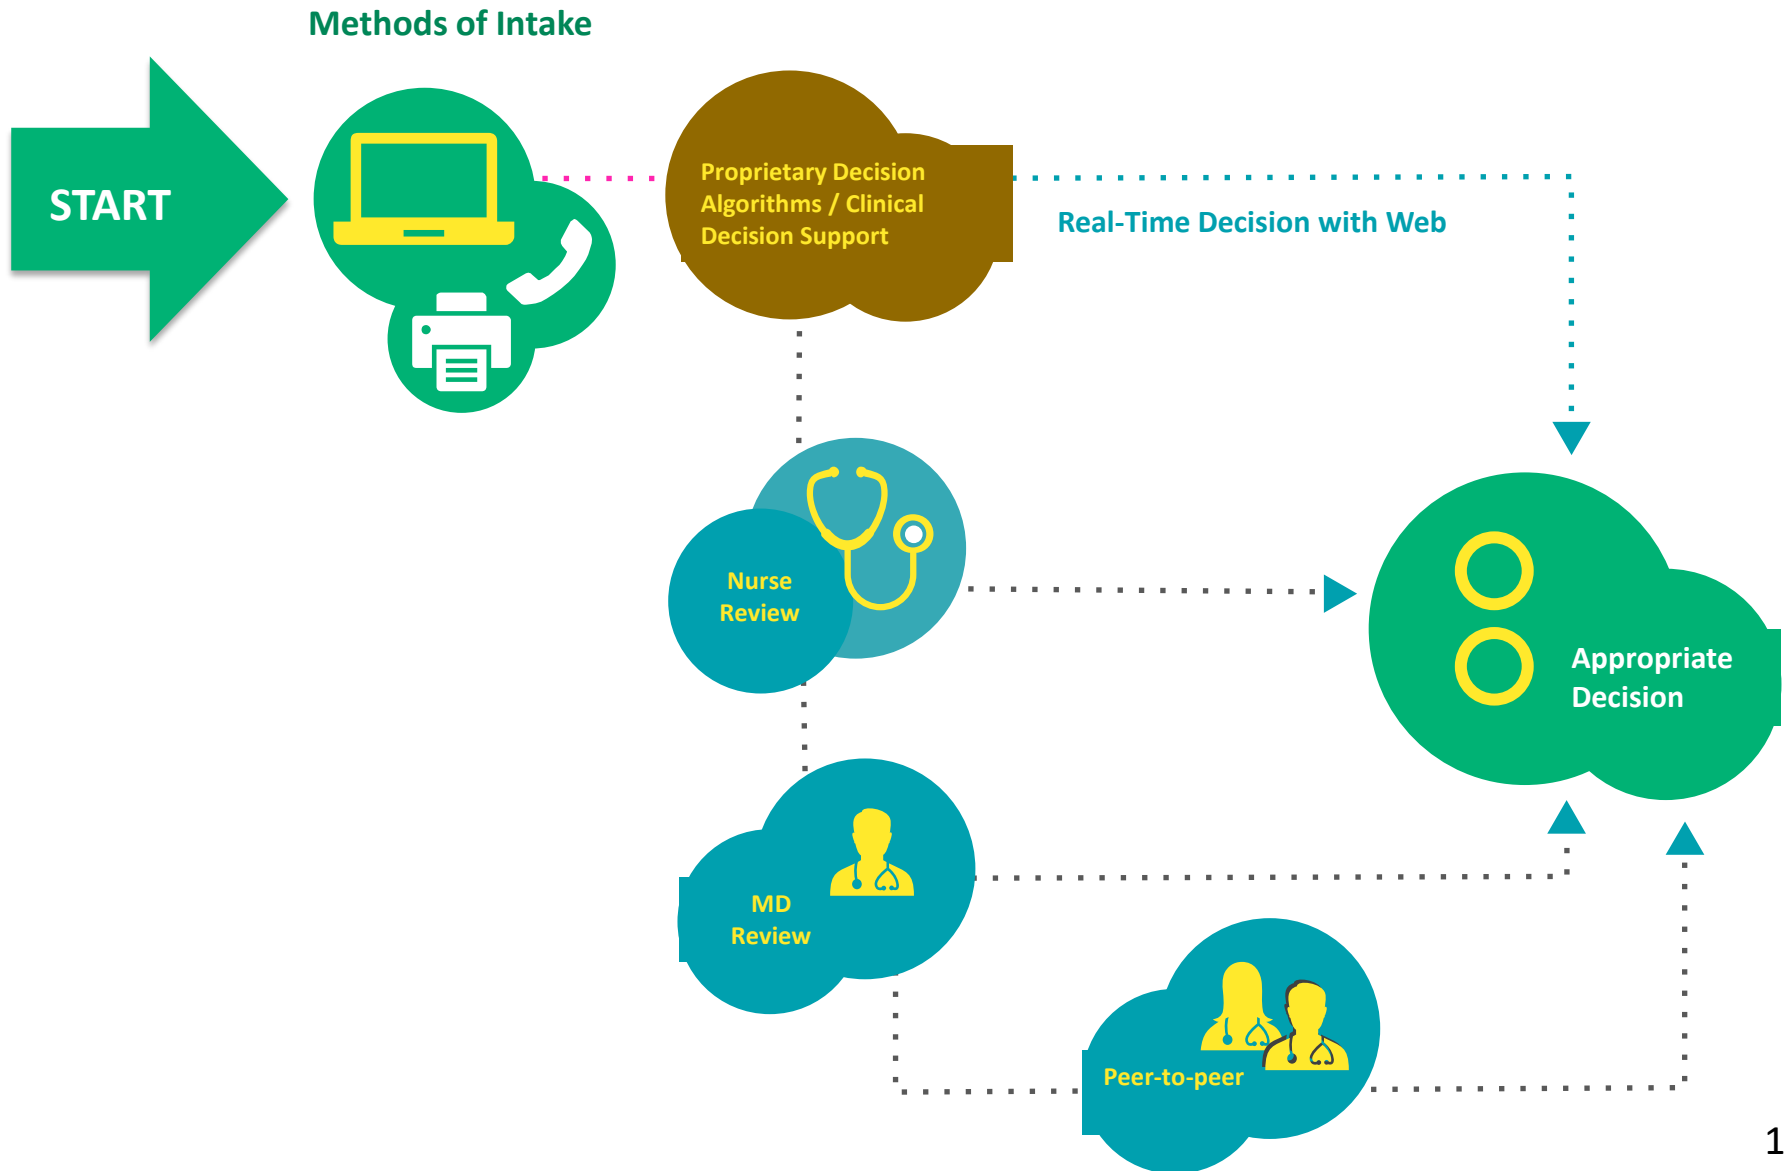 Methods of Intake
START
Proprietary Decision
Algorithms / Clinical
Decision Support
Real-Time Decision with Web
Nurse
Review
Appropriate
Decision
MD
Review
Peer-to-peer
1